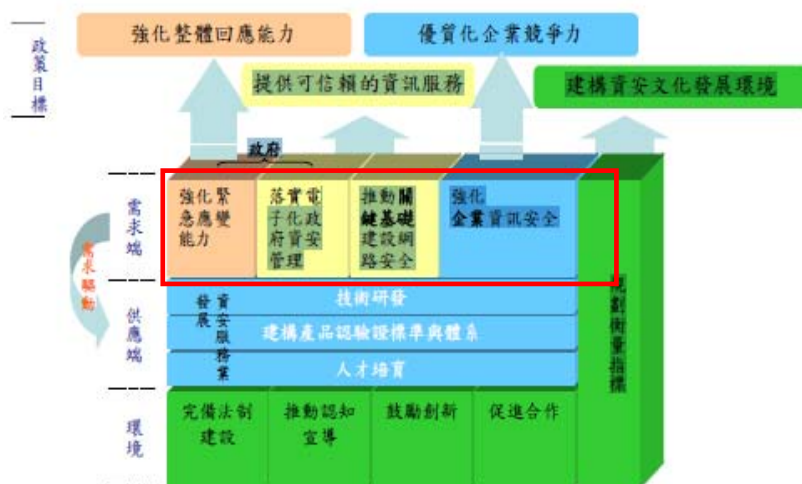 政策目標
強化整體回應能力
優質化企業競爭力
提供可信賴的資訊服務
建構資安文化發展環境
政府
需求端
強化緊
急應變
能力
落實電
子化政
府資安
管理
推動關
鍵基礎
建設網
路安全
強化
企業資訊安全
需求驅動
供應端
資安服務業
發展
技術研發
建構產品認驗證標準與體系
人才培育
規劃衡量指標
環境
完備法制
建設
推動認知
宣導
鼓勵創新
促進合作